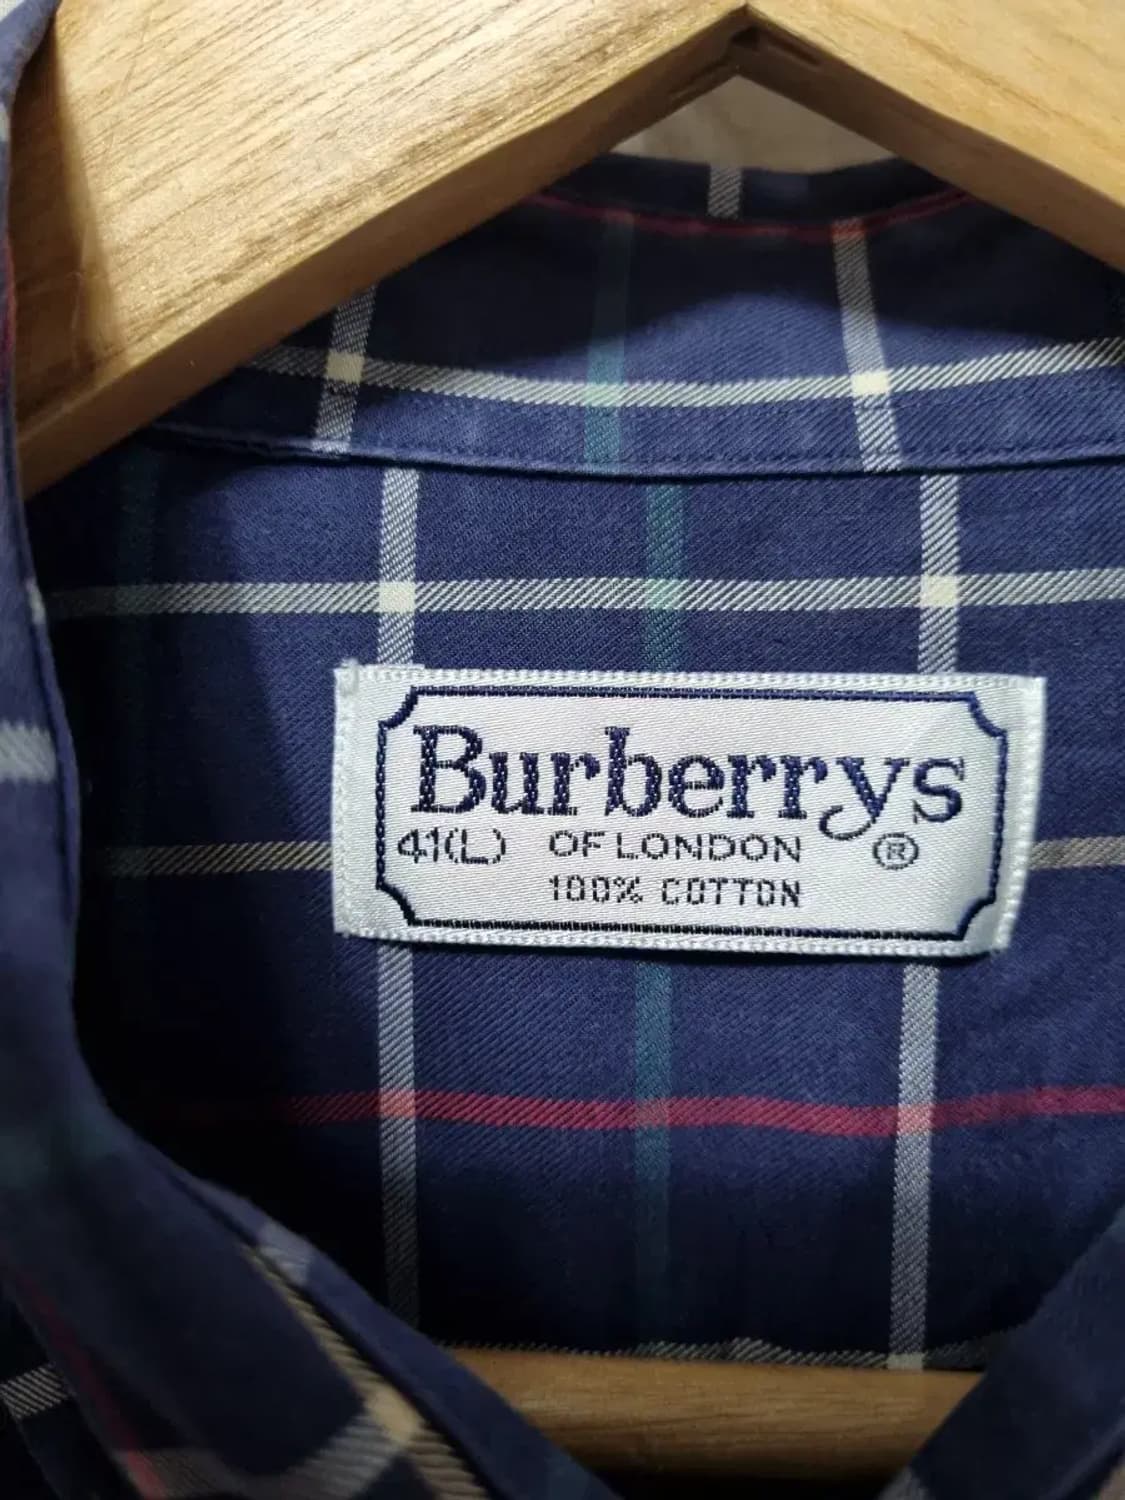 Burberrys
41(L) OF LONDON ®
100% COTTON